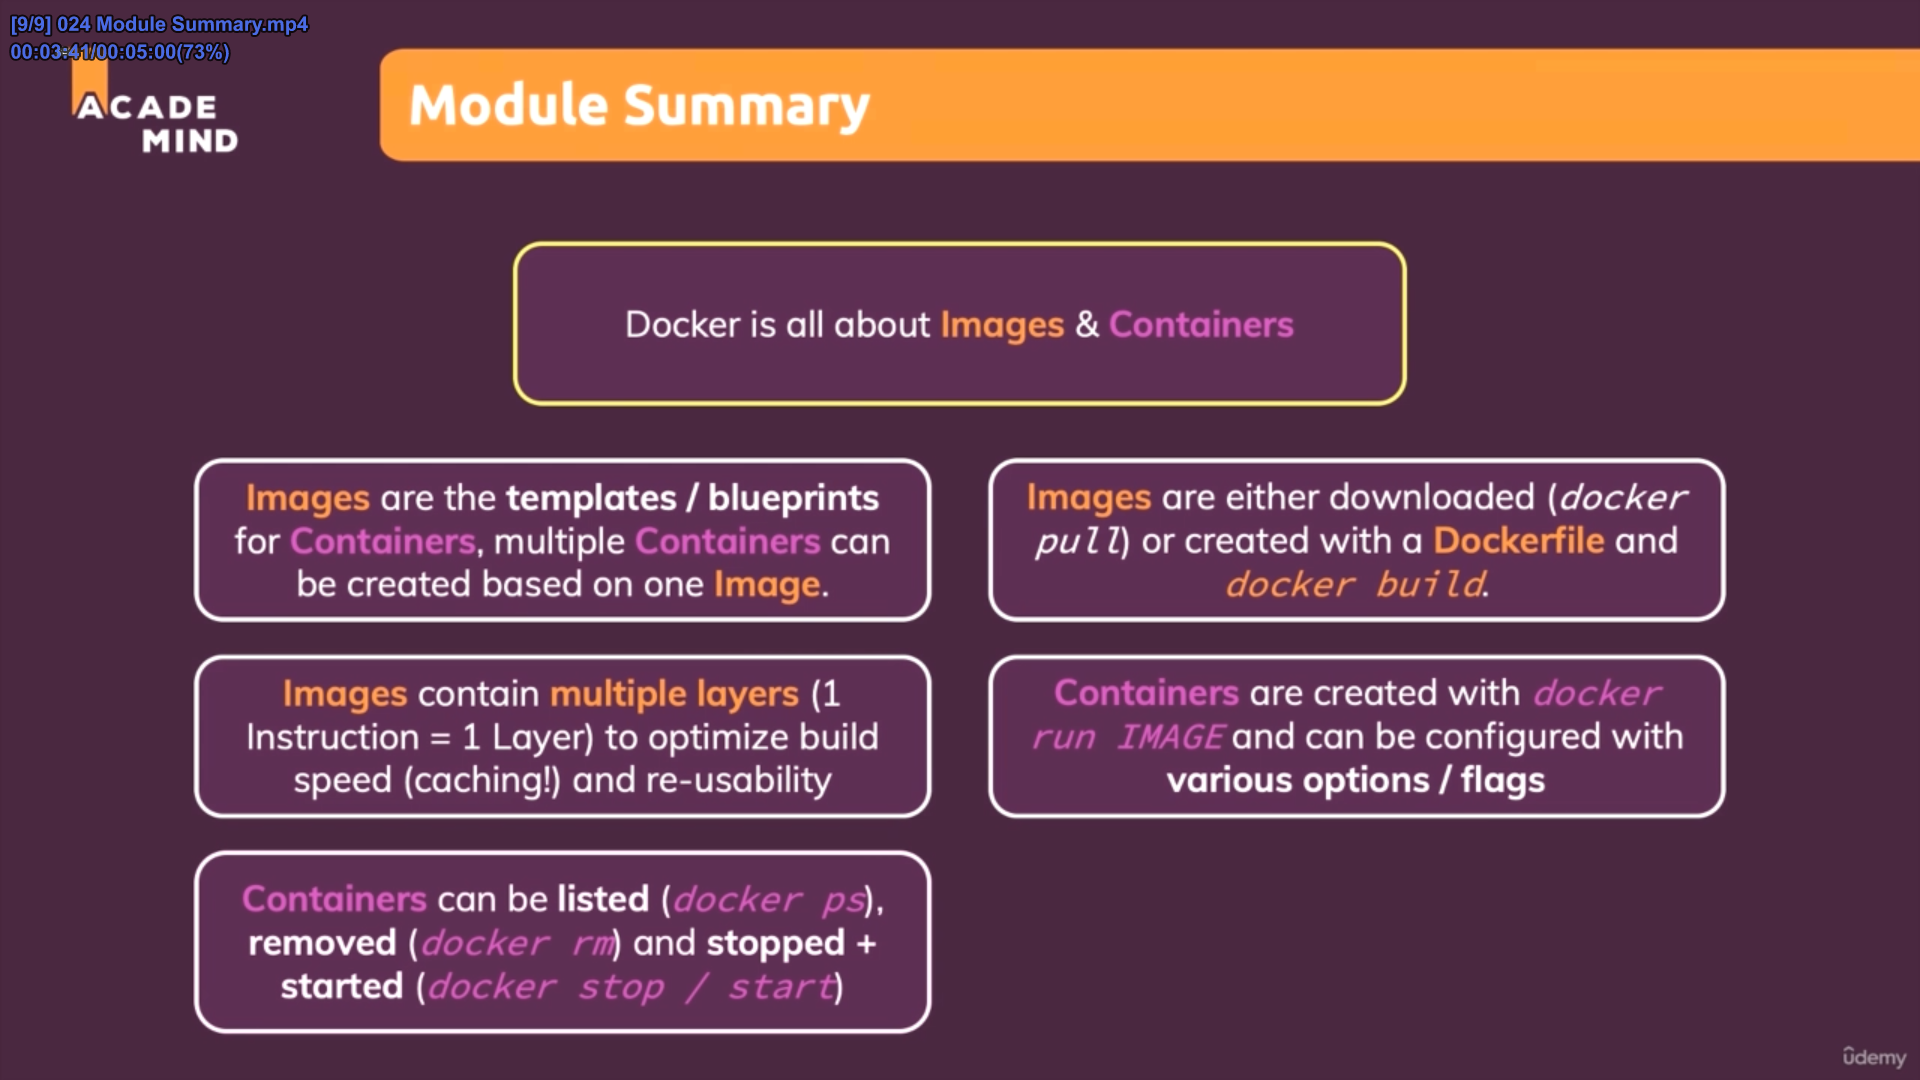 [9/9] 024 Module Summary.mp4
00:03:41/00:05:00(73%)
ACADE
MIND
Module Summary
Docker is all about Images & Containers
Images are the templates / blueprints
for Containers, multiple Containers can
be created based on one Image.
Images are either downloaded (docker
pull) or created with a Dockerfile and
docker build.
Images contain multiple layers (1
Instruction = 1 Layer) to optimize build
speed (caching!) and re-usability
Containers are created with docker
run IMAGE and can be configured with
various options / flags
Containers can be listed (docker ps),
removed (docker rm) and stopped +
started (docker stop / start)
ûdemy